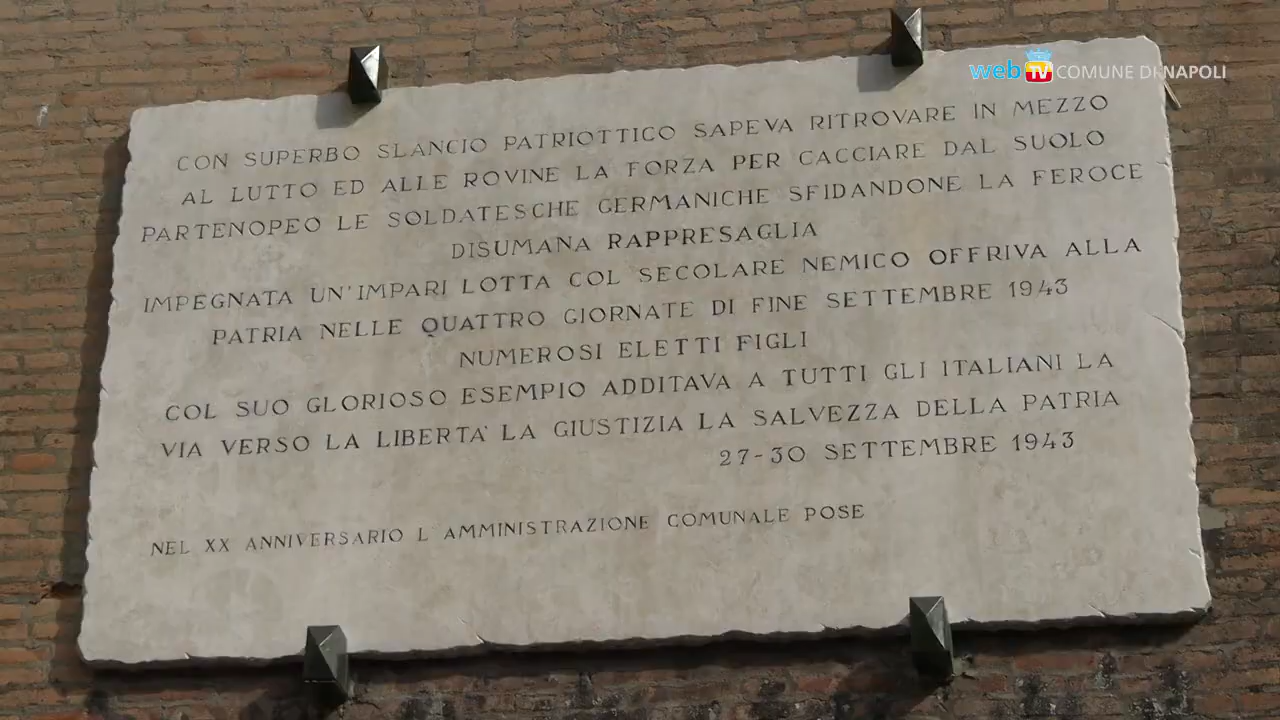 web TV COMUNE DI NAPOLI
CON SUPERBO SLANCIO PATRIOTTICO SAPEVA RITROVARE IN MEZZO
AL LUTTO ED ALLE ROVINE LA FORZA PER CACCIARE DAL SUOLO
PARTENOPEO LE SOLDATESCHE GERMANICHE SFIDANDONE LA FEROCE
DISUMANA RAPPRESAGLIA
IMPEGNATA UN'IMPARI LOTTA COL SECOLARE NEMICO OFFRIVA ALLA
PATRIA NELLE QUATTRO GIORNATE DI FINE SETTEMBRE 1943
NUMEROSI ELETTI FIGLI
COL SUO GLORIOSO ESEMPIO ADDITAVA A TUTTI GLI ITALIANI LA
VIA VERSO LA LIBERTA' LA GIUSTIZIA LA SALVEZZA DELLA PATRIA
27-30 SETTEMBRE 1943
NEL XX ANNIVERSARIO L'AMMINISTRAZIONE COMUNALE POSE